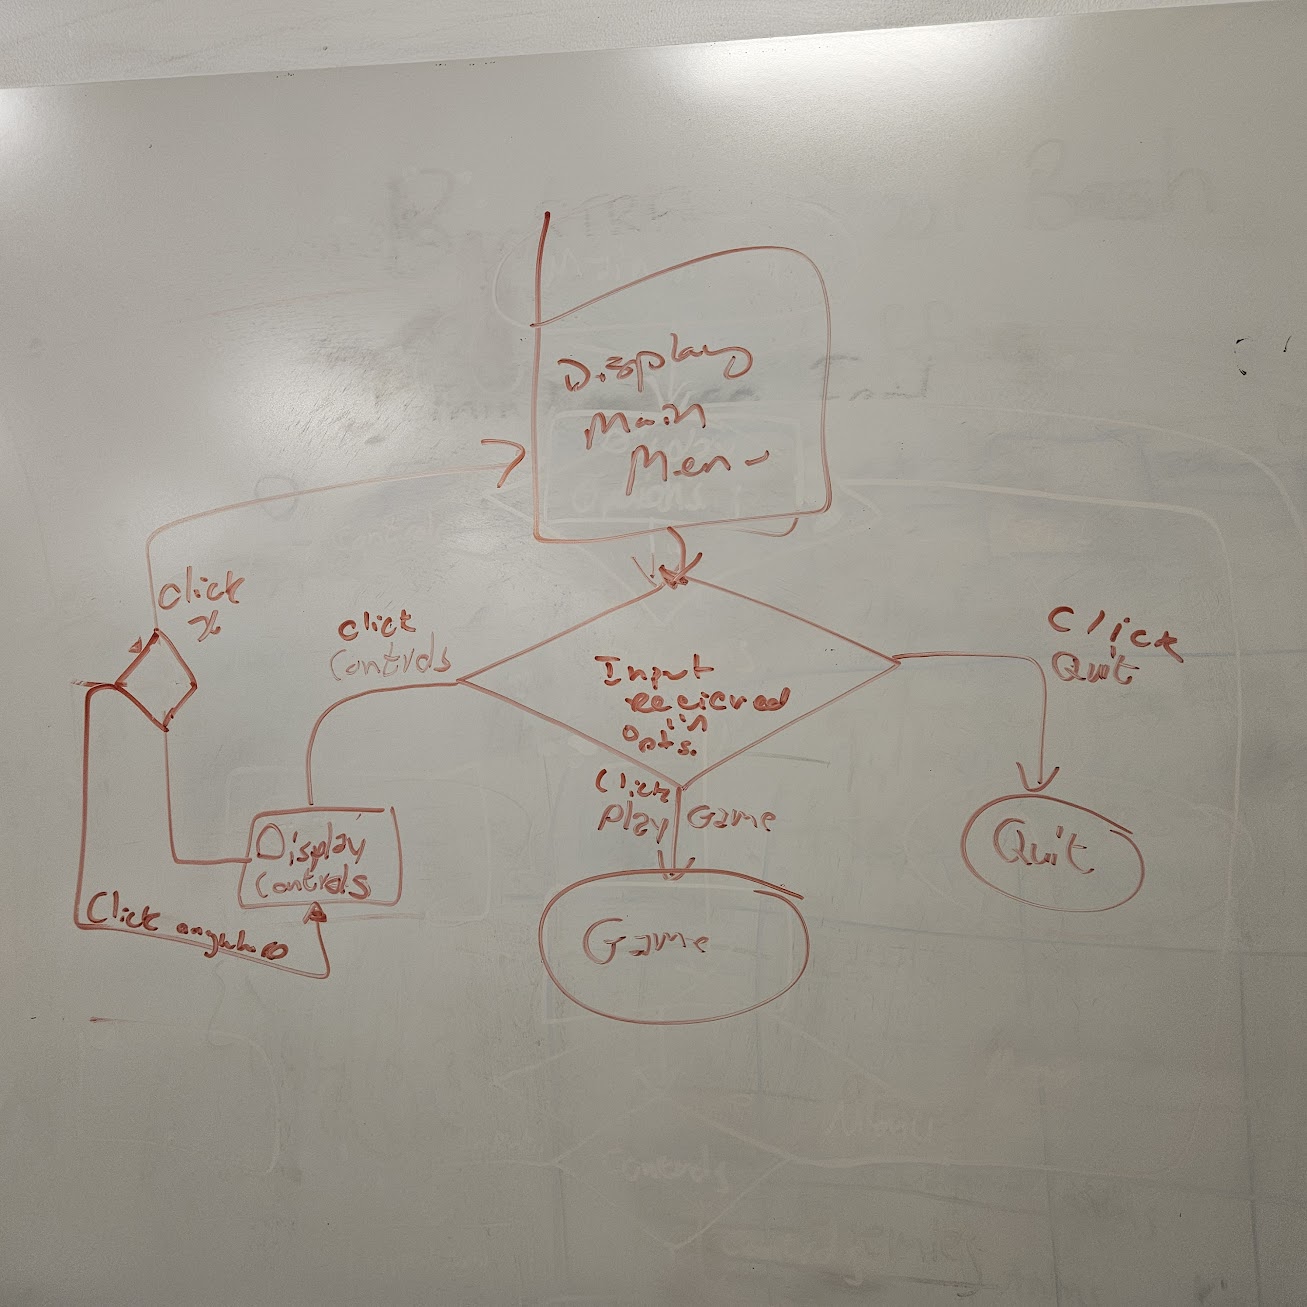 Display
Main
Menu
click
x
click
Controls
Input
recieved
in
opts.
Click
Quit
Click
Play Game
Display
Controls
Quit
Click anywhere
Game